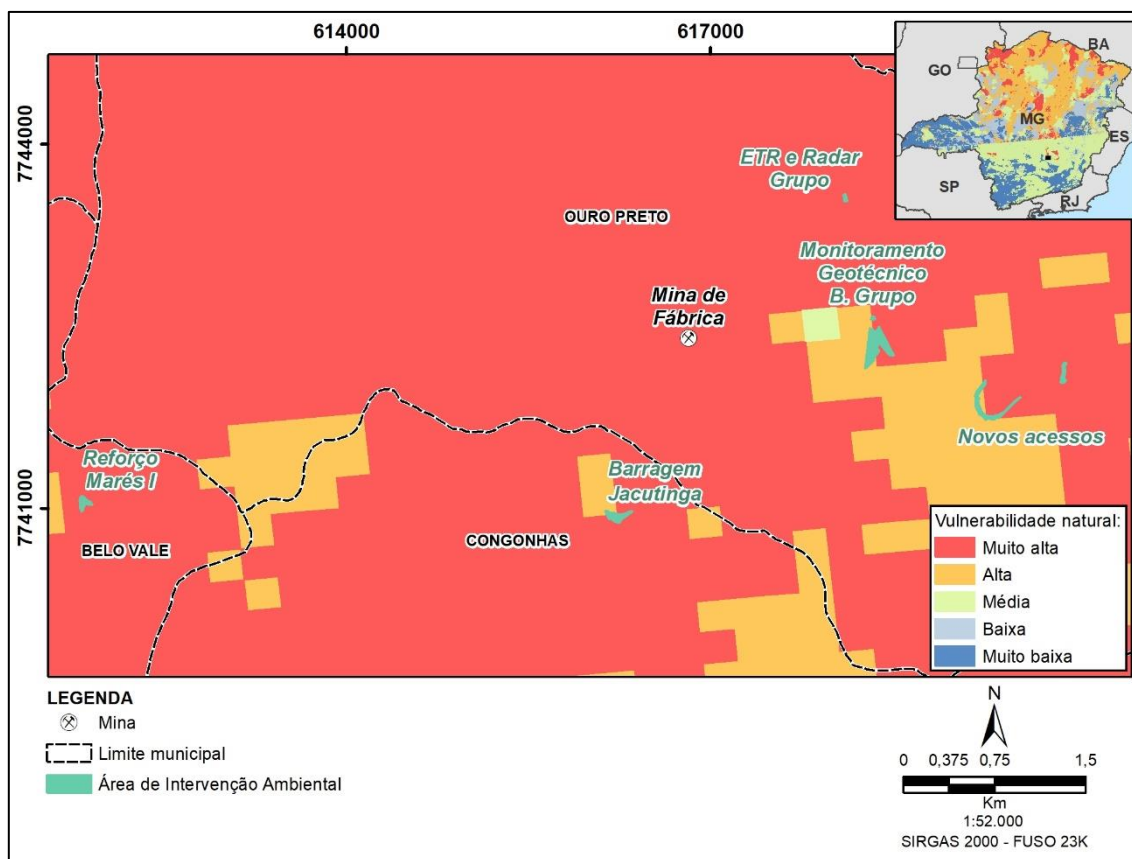 614000
617000
7744000
7741000
BA
GO
MG
ES
SP
RJ
ETR e Radar
Grupo
OURO PRETO
Monitoramento
Geotécnico
B. Grupo
Mina de
Fábrica
Novos acessos
Reforço
Marés I
Barragem
Jacutinga
BELO VALE
CONGONHAS
Vulnerabilidade natural:
Muito alta
Alta
Média
Baixa
Muito baixa
LEGENDA
Mina
Limite municipal
Área de Intervenção Ambiental
N
0 0,375 0,75 1,5
Km
1:52.000
SIRGAS 2000 - FUSO 23K